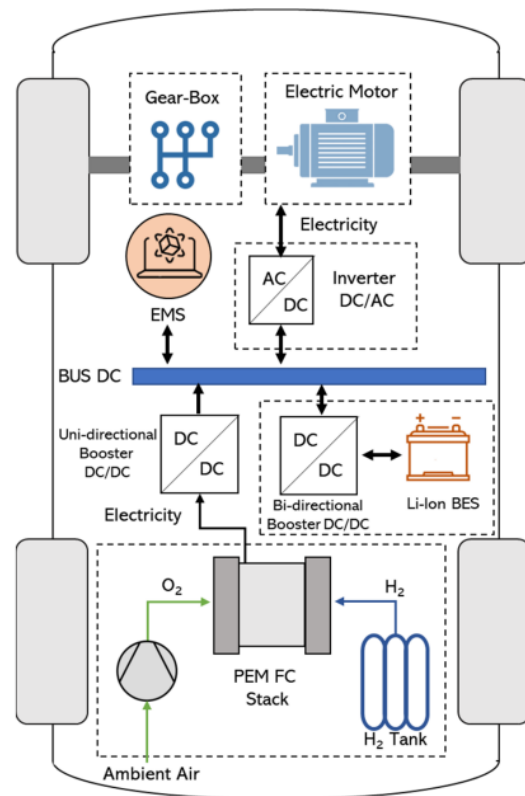 Gear-Box
Electric Motor
Electricity
EMS
AC
DC
Inverter
DC/AC
BUS DC
Uni-directional
Booster
DC/DC
DC
DC
DC
DC
+ −
Li-Ion BES
Bi-directional
Booster DC/DC
Electricity
O₂
H₂
PEM FC
Stack
H₂ Tank
Ambient Air